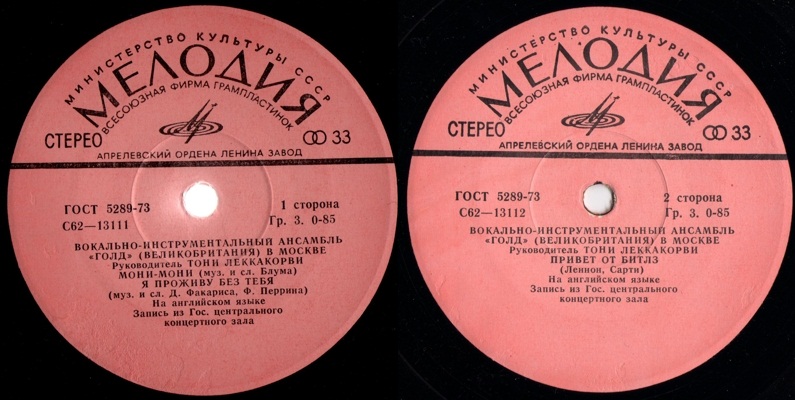 МИНИСТЕРСТВО КУЛЬТУРЫ СССР
МЕЛОДИЯ
ВСЕСОЮЗНАЯ ФИРМА ГРАМПЛАСТИНОК
СТЕРЕО
33
АПРЕЛЕВСКИЙ ОРДЕНА ЛЕНИНА ЗАВОД
ГОСТ 5289-73
1 сторона
С62—13111
Гр. 3. 0-85
ВОКАЛЬНО-ИНСТРУМЕНТАЛЬНЫЙ АНСАМБЛЬ
«ГОЛД» (ВЕЛИКОБРИТАНИЯ) В МОСКВЕ
Руководитель ТОНИ ЛЕККАКОРВИ
МОНИ-МОНИ (муз. и сл. Блума)
Я ПРОЖИВУ БЕЗ ТЕБЯ
(муз. и сл. Д. Факариса, Ф. Перрина)
На английском языке
Запись из Гос. центрального
концертного зала
МИНИСТЕРСТВО КУЛЬТУРЫ СССР
МЕЛОДИЯ
ВСЕСОЮЗНАЯ ФИРМА ГРАМПЛАСТИНОК
СТЕРЕО
33
АПРЕЛЕВСКИЙ ОРДЕНА ЛЕНИНА ЗАВОД
ГОСТ 5289-73
2 сторона
С62—13112
Гр. 3. 0-85
ВОКАЛЬНО-ИНСТРУМЕНТАЛЬНЫЙ АНСАМБЛЬ
«ГОЛД» (ВЕЛИКОБРИТАНИЯ) В МОСКВЕ
Руководитель ТОНИ ЛЕККАКОРВИ
ПРИВЕТ ОТ БИТЛЗ
(Леннон, Сарти)
На английском языке
Запись из Гос. центрального
концертного зала